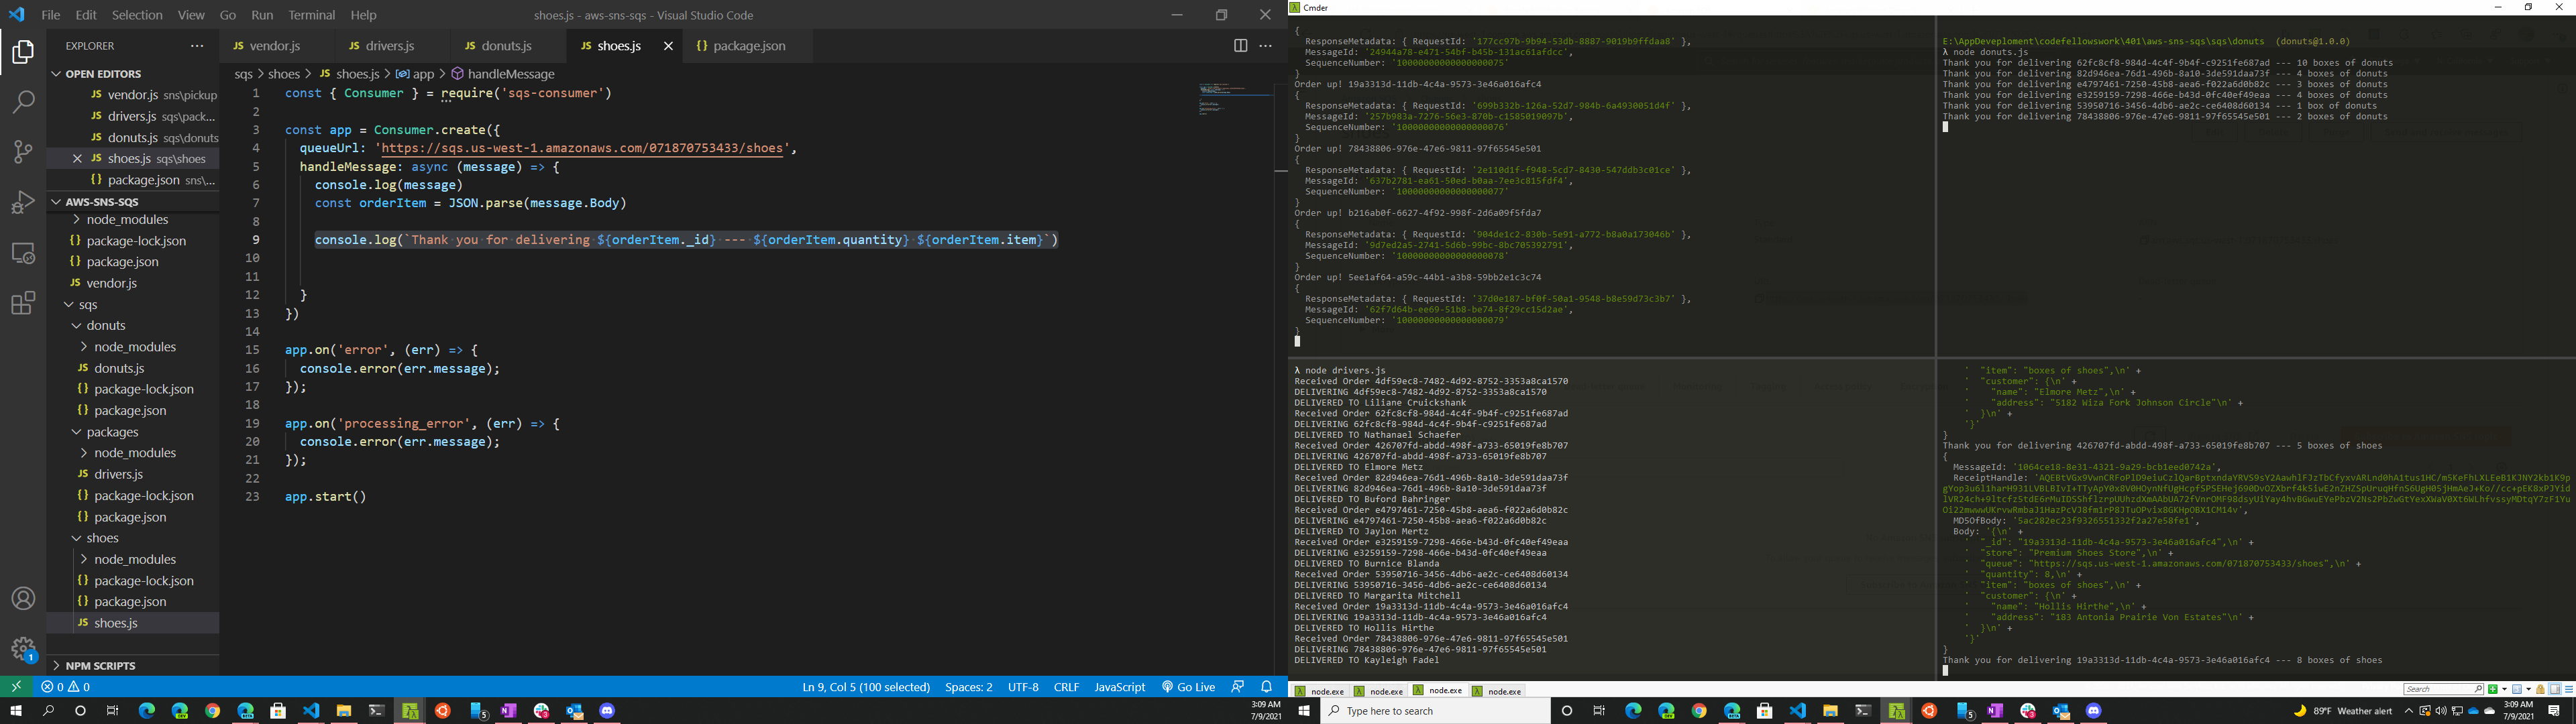 File Edit Selection View Go Run Terminal Help
shoes.js - aws-sns-sqs - Visual Studio Code
EXPLORER
OPEN EDITORS
vendor.js sns\pickup
drivers.js sqs\pack...
donuts.js sqs\donuts
shoes.js sqs\shoes
package.json sns\...
AWS-SNS-SQS
node_modules
package-lock.json
package.json
vendor.js
sqs
donuts
node_modules
donuts.js
package-lock.json
package.json
packages
node_modules
drivers.js
package-lock.json
package.json
shoes
node_modules
package-lock.json
package.json
shoes.js
NPM SCRIPTS
vendor.js drivers.js donuts.js shoes.js package.json
sqs > shoes > JS shoes.js > app > handleMessage
1 const { Consumer } = require('sqs-consumer')
2
3 const app = Consumer.create({
4 queueUrl: 'https://sqs.us-west-1.amazonaws.com/071870753433/shoes',
5 handleMessage: async (message) => {
6 console.log(message)
7 const orderItem = JSON.parse(message.Body)
8
9 console.log(`Thank you for delivering ${orderItem._id} --- ${orderItem.quantity} ${orderItem.item}`)
10
11
12 }
13 })
14
15 app.on('error', (err) => {
16 console.error(err.message);
17 });
18
19 app.on('processing_error', (err) => {
20 console.error(err.message);
21 });
22
23 app.start()
0 0 Ln 9, Col 5 (100 selected) Spaces: 2 UTF-8 CRLF JavaScript Go Live
3:09 AM
7/9/2021
Cmder
{
ResponseMetadata: { RequestId: '177cc97b-9b94-53db-8887-9019b9ffdaa8' },
MessageId: '24944a78-e471-54bf-b45b-131ac61afdcc',
SequenceNumber: '10000000000000000075'
}
Order up! 19a3313d-11db-4c4a-9573-3e46a016afc4
{
ResponseMetadata: { RequestId: '699b332b-126a-52d7-984b-6a4930051d4f' },
MessageId: '257b983a-7276-56e3-870b-c1585019097b',
SequenceNumber: '10000000000000000076'
}
Order up! 78438806-976e-47e6-9811-97f65545e501
{
ResponseMetadata: { RequestId: '2e110d1f-f948-5cd7-8430-547ddb3c01ce' },
MessageId: '637b2781-ea61-50ed-b0aa-7ee3c815fdf4',
SequenceNumber: '10000000000000000077'
}
Order up! b216ab0f-6627-4f92-998f-2d6a09f5fda7
{
ResponseMetadata: { RequestId: '904de1c2-830b-5e91-a772-b8a0a173046b' },
MessageId: '9d7ed2a5-2741-5d6b-99bc-8bc705392791',
SequenceNumber: '10000000000000000078'
}
Order up! 5ee1af64-a59c-44b1-a3b8-59bb2e1c3c74
{
ResponseMetadata: { RequestId: '37d0e187-bf0f-50a1-9548-b8e59d73c3b7' },
MessageId: '62f7d64b-ee69-51b8-be74-8f29cc15d2ae',
SequenceNumber: '10000000000000000079'
}
E:\AppDeveploment\codefellowswork\401\aws-sns-sqs\sqs\donuts (donuts@1.0.0)
λ node donuts.js
Thank you for delivering 62fc8cf8-984d-4c4f-9b4f-c9251fe687ad --- 10 boxes of donuts
Thank you for delivering 82d946ea-76d1-496b-8a10-3de591daa73f --- 4 boxes of donuts
Thank you for delivering e4797461-7250-45b8-aea6-f022a6d0b82c --- 3 boxes of donuts
Thank you for delivering e3259159-7298-466e-b43d-0fc40ef49eaa --- 4 boxes of donuts
Thank you for delivering 53950716-3456-4db6-ae2c-ce6408d60134 --- 1 box of donuts
Thank you for delivering 78438806-976e-47e6-9811-97f65545e501 --- 2 boxes of donuts
λ node drivers.js
Received Order 4df59ec8-7482-4d92-8752-3353a8ca1570
DELIVERING 4df59ec8-7482-4d92-8752-3353a8ca1570
DELIVERED TO Liliane Cruickshank
Received Order 62fc8cf8-984d-4c4f-9b4f-c9251fe687ad
DELIVERING 62fc8cf8-984d-4c4f-9b4f-c9251fe687ad
DELIVERED TO Nathanael Schaefer
Received Order 426707fd-abdd-498f-a733-65019fe8b707
DELIVERING 426707fd-abdd-498f-a733-65019fe8b707
DELIVERED TO Elmore Metz
Received Order 82d946ea-76d1-496b-8a10-3de591daa73f
DELIVERING 82d946ea-76d1-496b-8a10-3de591daa73f
DELIVERED TO Buford Bahringer
Received Order e4797461-7250-45b8-aea6-f022a6d0b82c
DELIVERING e4797461-7250-45b8-aea6-f022a6d0b82c
DELIVERED TO Jaylon Mertz
Received Order e3259159-7298-466e-b43d-0fc40ef49eaa
DELIVERING e3259159-7298-466e-b43d-0fc40ef49eaa
DELIVERED TO Burnice Blanda
Received Order 53950716-3456-4db6-ae2c-ce6408d60134
DELIVERING 53950716-3456-4db6-ae2c-ce6408d60134
DELIVERED TO Margarita Mitchell
Received Order 19a3313d-11db-4c4a-9573-3e46a016afc4
DELIVERING 19a3313d-11db-4c4a-9573-3e46a016afc4
DELIVERED TO Hollis Hirthe
Received Order 78438806-976e-47e6-9811-97f65545e501
DELIVERING 78438806-976e-47e6-9811-97f65545e501
DELIVERED TO Kayleigh Fadel
' "item": "boxes of shoes",\n' +
' "customer": {\n' +
' "name": "Elmore Metz",\n' +
' "address": "5182 Wiza Fork Johnson Circle"\n' +
' }\n' +
'}'
}
Thank you for delivering 426707fd-abdd-498f-a733-65019fe8b707 --- 5 boxes of shoes
{
MessageId: '1064ce18-8e31-4321-9a29-bcb1eed0742a',
ReceiptHandle:
MD5OfBody: '5ac282ec23f9326551332f2a27e58fe1',
Body: '{\n' +
' "_id": "19a3313d-11db-4c4a-9573-3e46a016afc4",\n' +
' "store": "Premium Shoes Store",\n' +
' "queue": "https://sqs.us-west-1.amazonaws.com/071870753433/shoes",\n' +
' "quantity": 8,\n' +
' "item": "boxes of shoes",\n' +
' "customer": {\n' +
' "name": "Hollis Hirthe",\n' +
' "address": "183 Antonia Prairie Von Estates"\n' +
' }\n' +
'}'
}
Thank you for delivering 19a3313d-11db-4c4a-9573-3e46a016afc4 --- 8 boxes of shoes
node.exe node.exe node.exe node.exe
Search
Type here to search
89°F Weather alert
3:09 AM
7/9/2021